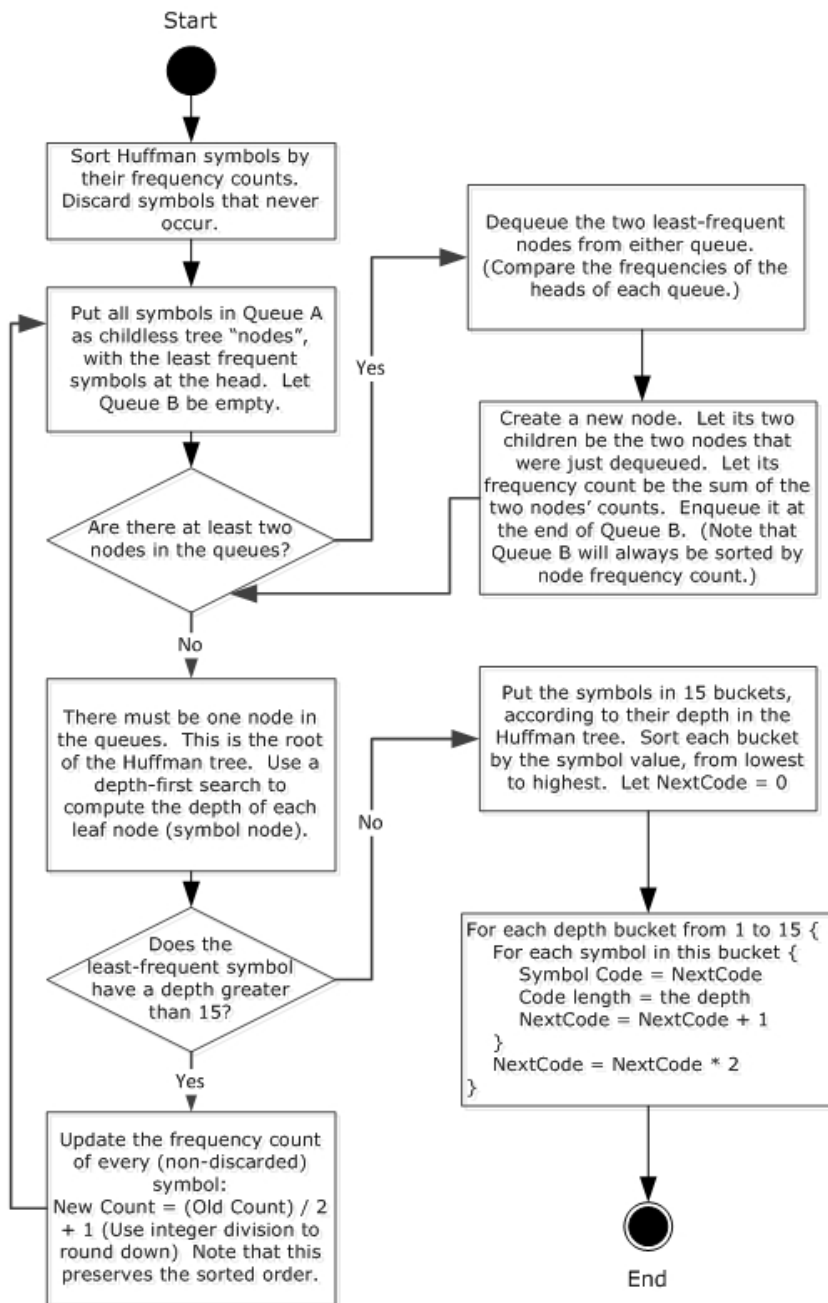 Start
Sort Huffman symbols by
their frequency counts.
Discard symbols that never
occur.
Put all symbols in Queue A
as childless tree “nodes”,
with the least frequent
symbols at the head.  Let
Queue B be empty.
Are there at least two
nodes in the queues?
Yes
Dequeue the two least-frequent
nodes from either queue.
(Compare the frequencies of the
heads of each queue.)
Create a new node.  Let its two
children be the two nodes that
were just dequeued.  Let its
frequency count be the sum of the
two nodes’ counts.  Enqueue it at
the end of Queue B.  (Note that
Queue B will always be sorted by
node frequency count.)
No
There must be one node in
the queues.  This is the root
of the Huffman tree.  Use a
depth-first search to
compute the depth of each
leaf node (symbol node).
Does the
least-frequent symbol
have a depth greater
than 15?
No
Put the symbols in 15 buckets,
according to their depth in the
Huffman tree.  Sort each bucket
by the symbol value, from lowest
to highest.  Let NextCode = 0
For each depth bucket from 1 to 15 {
For each symbol in this bucket {
Symbol Code = NextCode
Code length = the depth
NextCode = NextCode + 1
}
NextCode = NextCode * 2
}
Yes
Update the frequency count
of every (non-discarded)
symbol:
New Count = (Old Count) / 2
+ 1 (Use integer division to
round down)  Note that this
preserves the sorted order.
End